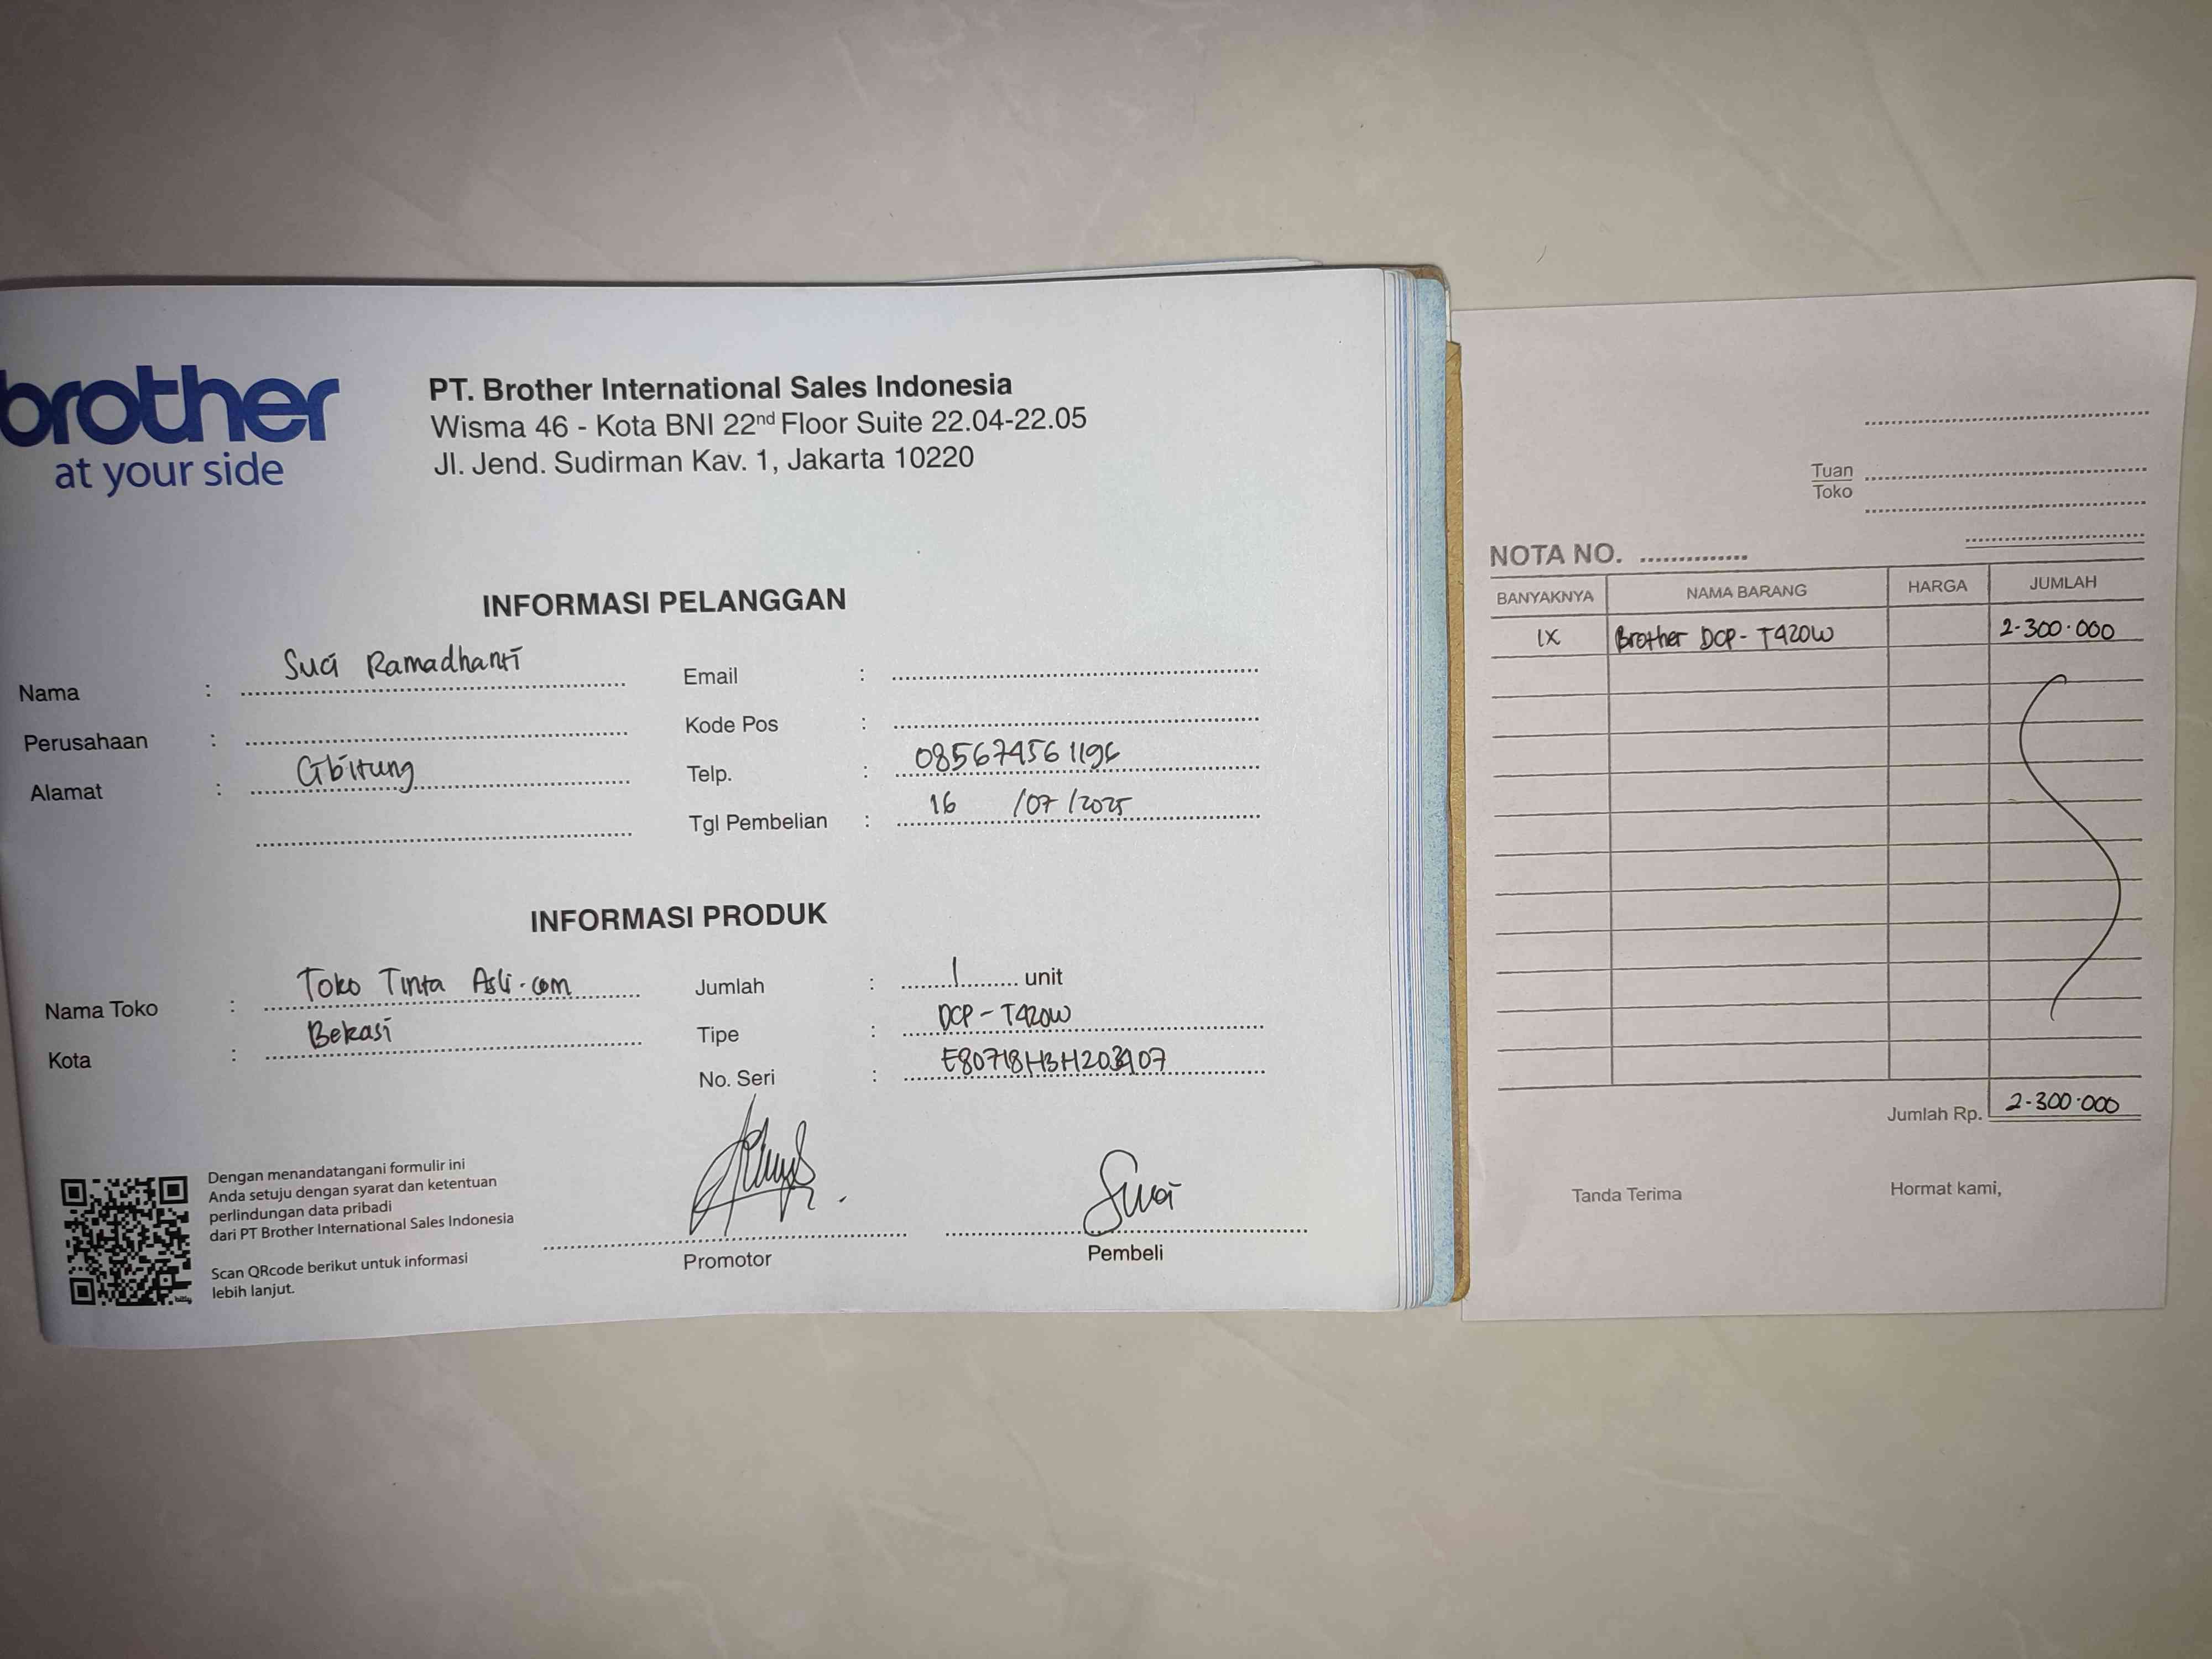 brother
at your side
PT. Brother International Sales Indonesia
Wisma 46 - Kota BNI 22nd Floor Suite 22.04-22.05
Jl. Jend. Sudirman Kav. 1, Jakarta 10220
INFORMASI PELANGGAN
Nama : Suci Ramadhanti
Perusahaan :
Alamat : Cibitung
Email :
Kode Pos :
Telp. :
Tgl Pembelian : 16 /07 /2025
INFORMASI PRODUK
Nama Toko : Toko Tinta Asli.com
Kota : Bekasi
Jumlah : 1 unit
Tipe : DCP-T420W
No. Seri :
Dengan menandatangani formulir ini
Anda setuju dengan syarat dan ketentuan
perlindungan data pribadi
dari PT Brother International Sales Indonesia
Scan QRcode berikut untuk informasi
lebih lanjut.
Promotor
Suci
Pembeli
Tuan
Toko
NOTA NO.
BANYAKNYA NAMA BARANG HARGA JUMLAH
1X Brother DCP-T420W 2.300.000
Jumlah Rp. 2.300.000
Tanda Terima Hormat kami,